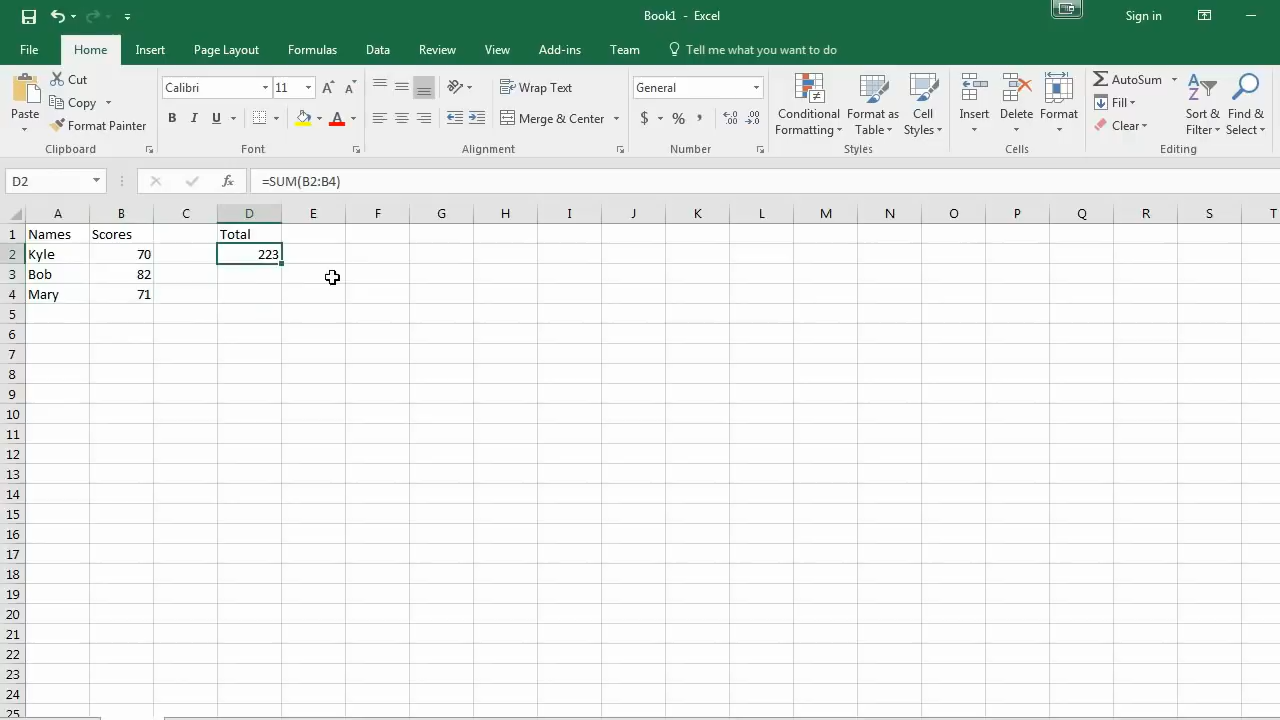 Book1 - Excel
Sign in
File Home Insert Page Layout Formulas Data Review View Add-ins Team Tell me what you want to do
Paste
Cut
Copy
Format Painter
Clipboard
Calibri 11
B I U
Font
Wrap Text
Merge & Center
Alignment
General
$ % ,
Number
Conditional Formatting
Format as Table
Cell Styles
Styles
Insert
Delete
Format
Cells
AutoSum
Fill
Clear
Sort & Filter
Find & Select
Editing
D2 fx =SUM(B2:B4)
A B C D E F G H I J K L M N O P Q R S T
1 Names Scores Total
2 Kyle 70 223
3 Bob 82
4 Mary 71
5
6
7
8
9
10
11
12
13
14
15
16
17
18
19
20
21
22
23
24
25